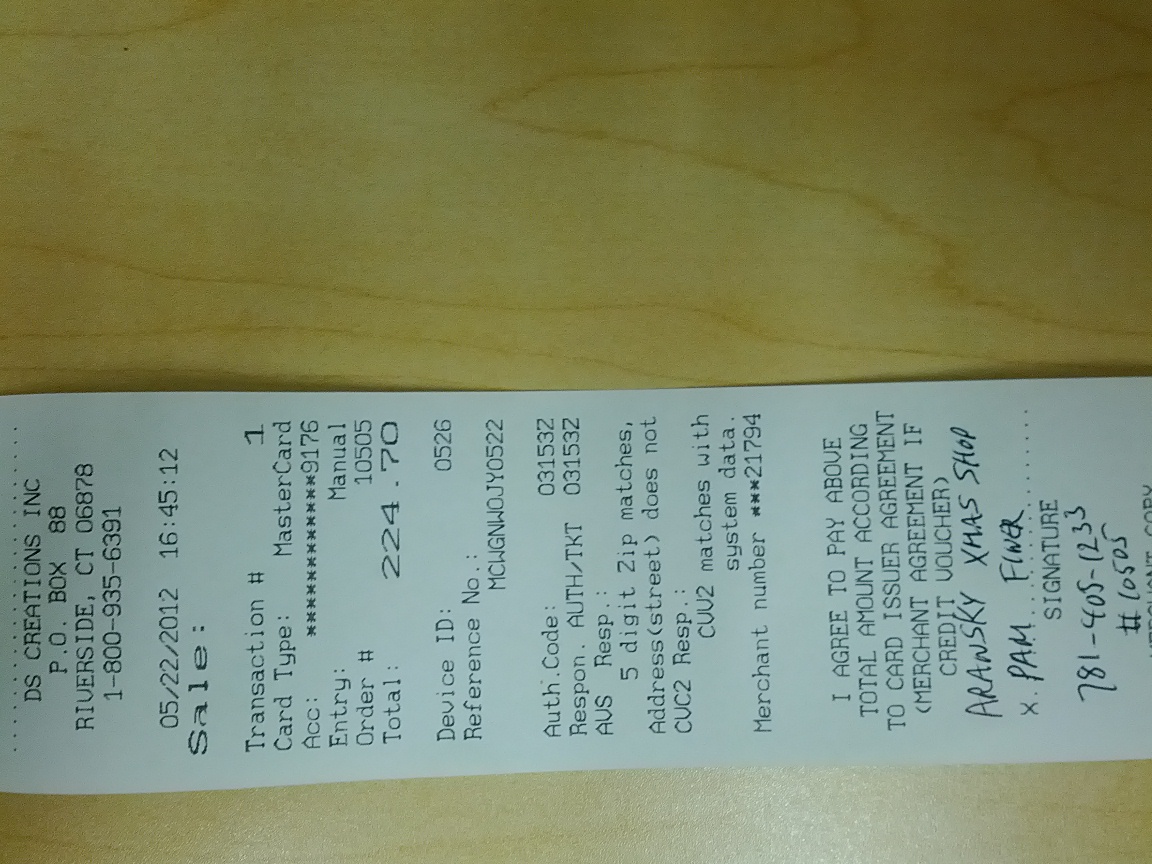 DS CREATIONS INC
P.O. BOX 88
RIVERSIDE, CT 06878
1-800-935-6391
05/22/2012 16:45:12
Sale:
Transaction # 1
Card Type: MasterCard
Acc: ************9176
Entry: Manual
Order # 10505
Total: 224.70
Device ID: 0526
Reference No.:
MCWGNWOJY0522
Auth.Code: 03153Z
Respon. AUTH/TKT 03153Z
AVS Resp.:
5 digit Zip matches,
Address(street) does not
CVC2 Resp.:
CVV2 matches with
system data.
Merchant number ***21794
I AGREE TO PAY ABOVE
TOTAL AMOUNT ACCORDING
TO CARD ISSUER AGREEMENT
(MERCHANT AGREEMENT IF
CREDIT VOUCHER)
ARANSKY XMAS SHOP
X. PAM FINER
SIGNATURE
781-405-1233
# 10505